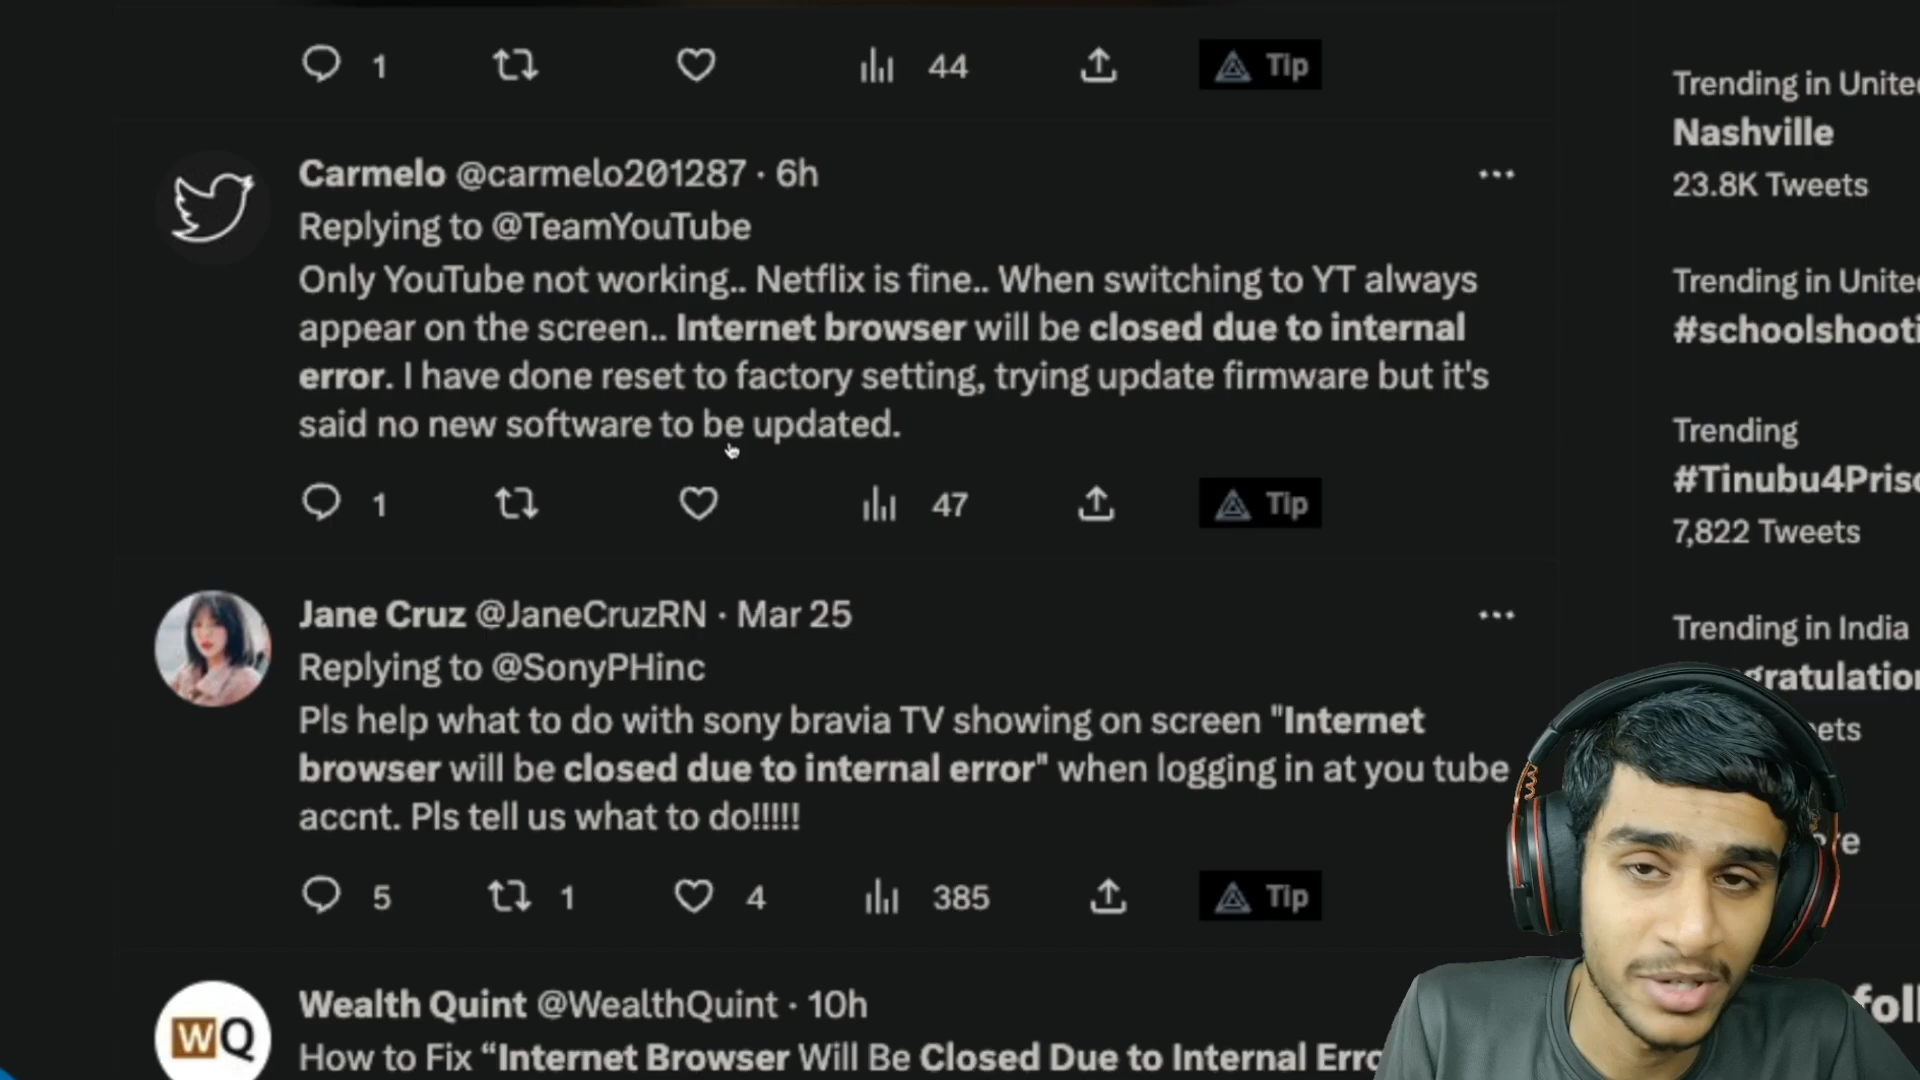 1 44 Tip
Trending in Unite
Nashville
23.8K Tweets
Carmelo @carmelo201287 · 6h
Replying to @TeamYouTube
Only YouTube not working.. Netflix is fine.. When switching to YT always
appear on the screen.. Internet browser will be closed due to internal
error. I have done reset to factory setting, trying update firmware but it's
said no new software to be updated.
1 47 Tip
Trending in Unite
#schoolshooti
Trending
#Tinubu4Priso
7,822 Tweets
Jane Cruz @JaneCruzRN · Mar 25
Replying to @SonyPHinc
Pls help what to do with sony bravia TV showing on screen "Internet
browser will be closed due to internal error" when logging in at you tube
accnt. Pls tell us what to do!!!!!
5 1 4 385 Tip
Trending in India
gratulation
ets
re
WQ
Wealth Quint @WealthQuint · 10h
How to Fix “Internet Browser Will Be Closed Due to Internal Erro
foll